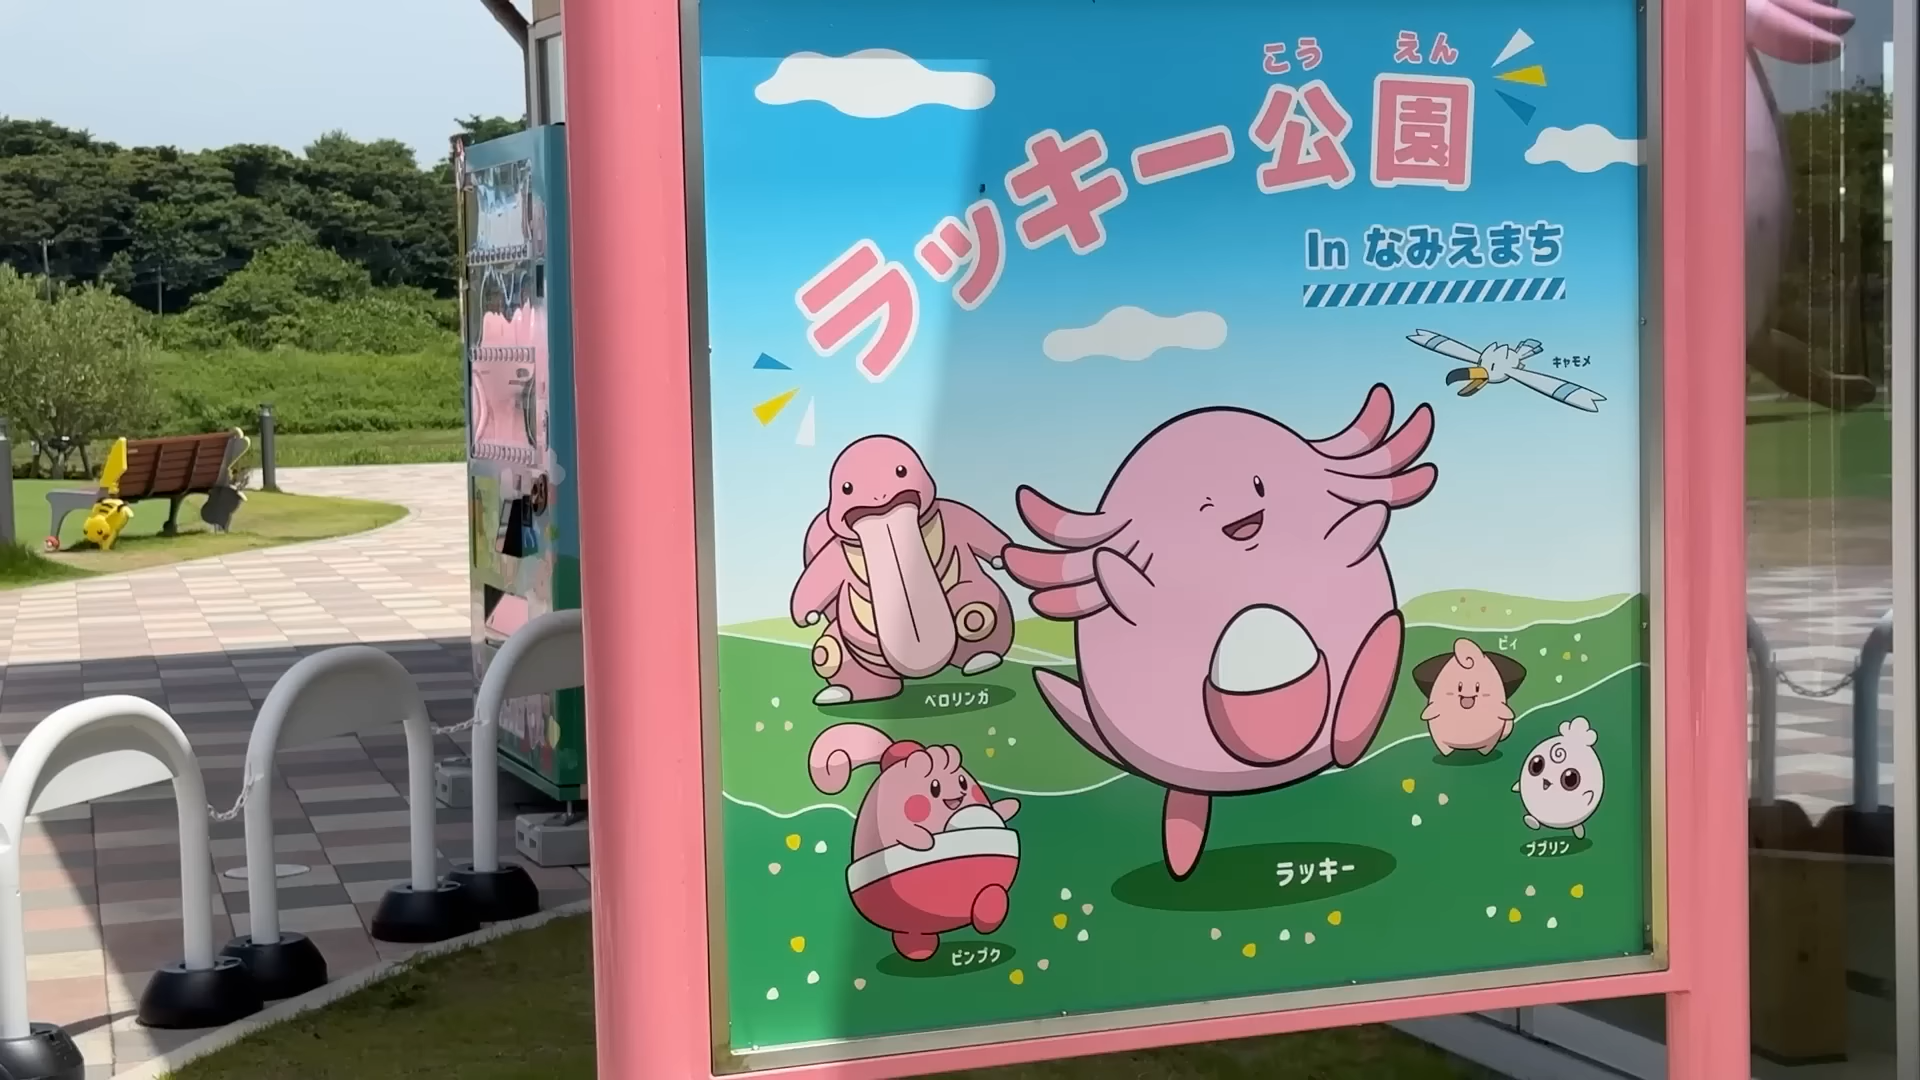 こう えん
ラッキー公園
In なみえまち
キャモメ
ピィ
ベロリンガ
ププリン
ラッキー
ピンプク